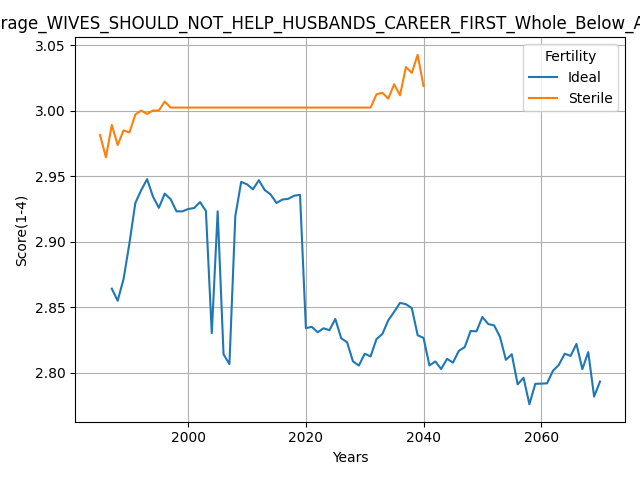 rage_WIVES_SHOULD_NOT_HELP_HUSBANDS_CAREER_FIRST_Whole_Below_A
3.05
3.00
2.95
2.90
2.85
2.80
Score(1-4)
Fertility
Ideal
Sterile
2000 2020 2040 2060
Years